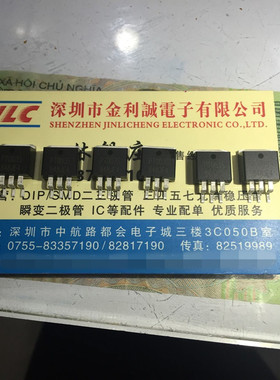 XÃ HỘI CHỦ NGHĨA
JLC 深圳市金利誠電子有限公司
SHENZHEN JINLICHENG ELECTRONIC CO., LIMITED
DIP/SMD二三极管
瞬变二极管 IC等配件 专业配单 优质服务
深圳市中航路都会电子城三楼3C050B室
0755-83357190/82817190 传真:82519989